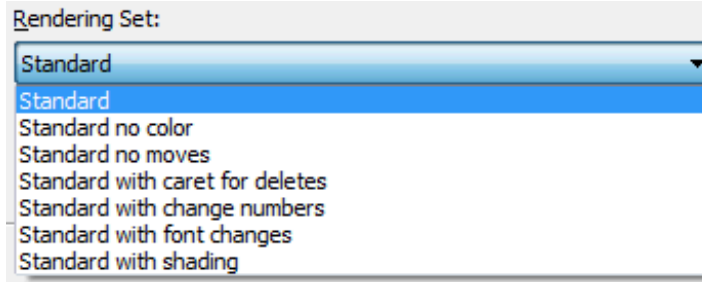 Rendering Set:
Standard
Standard
Standard no color
Standard no moves
Standard with caret for deletes
Standard with change numbers
Standard with font changes
Standard with shading